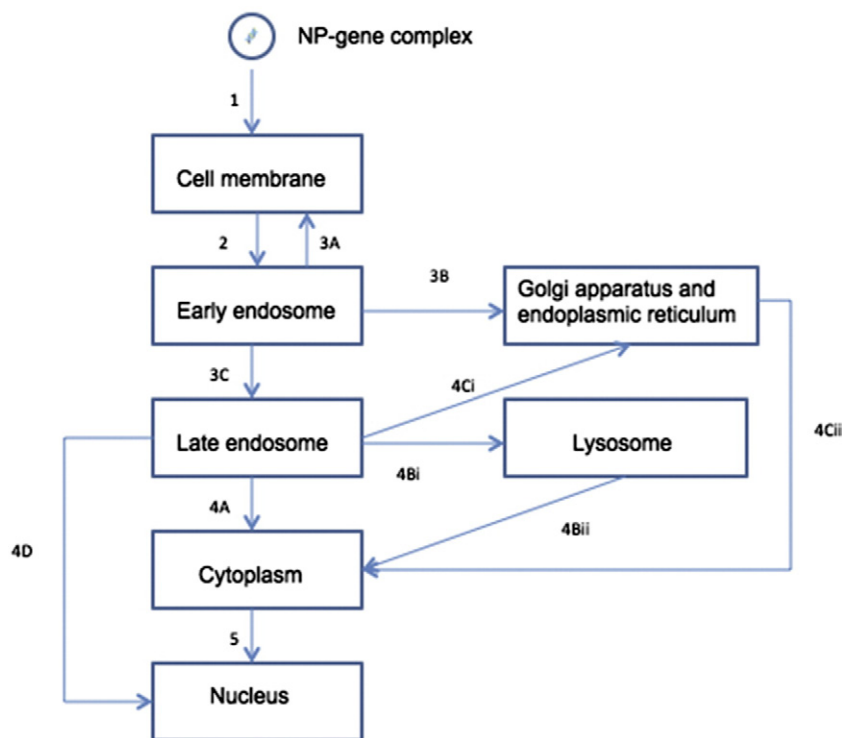 NP-gene complex
1
Cell membrane
2
3A
3B
Early endosome
Golgi apparatus and
endoplasmic reticulum
3C
4Ci
Late endosome
Lysosome
4Cii
4Bi
4A
4Bii
4D
Cytoplasm
5
Nucleus